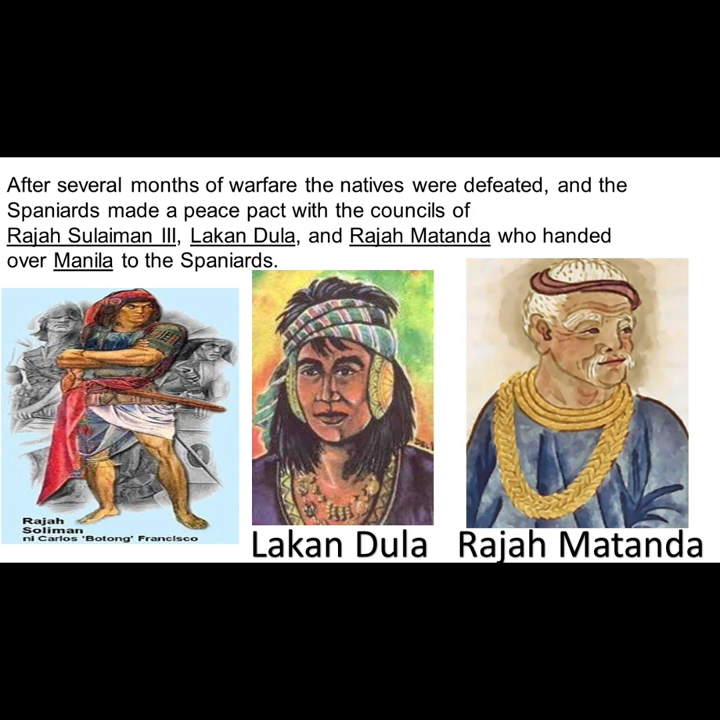 After several months of warfare the natives were defeated, and the
Spaniards made a peace pact with the councils of
Rajah Sulaiman III, Lakan Dula, and Rajah Matanda who handed
over Manila to the Spaniards.
Rajah
Soliman
ni Carlos 'Botong' Francisco
Lakan Dula
Rajah Matanda